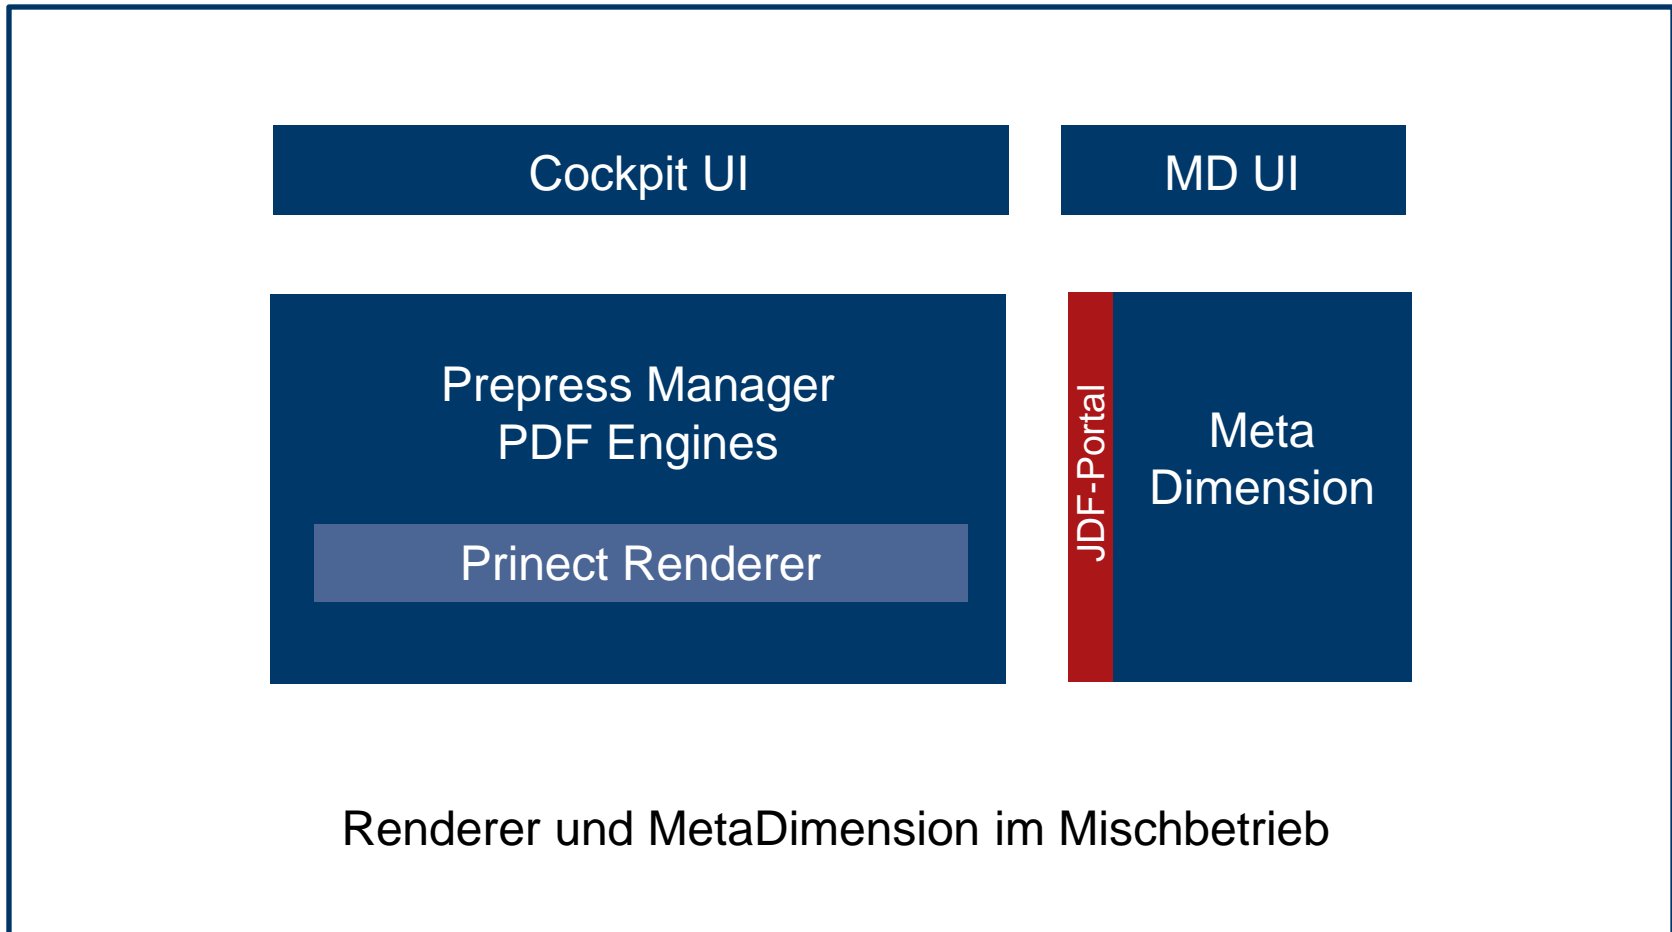 Cockpit UI
MD UI
Prepress Manager
PDF Engines
Prinect Renderer
JDF-Portal
Meta
Dimension
Renderer und MetaDimension im Mischbetrieb